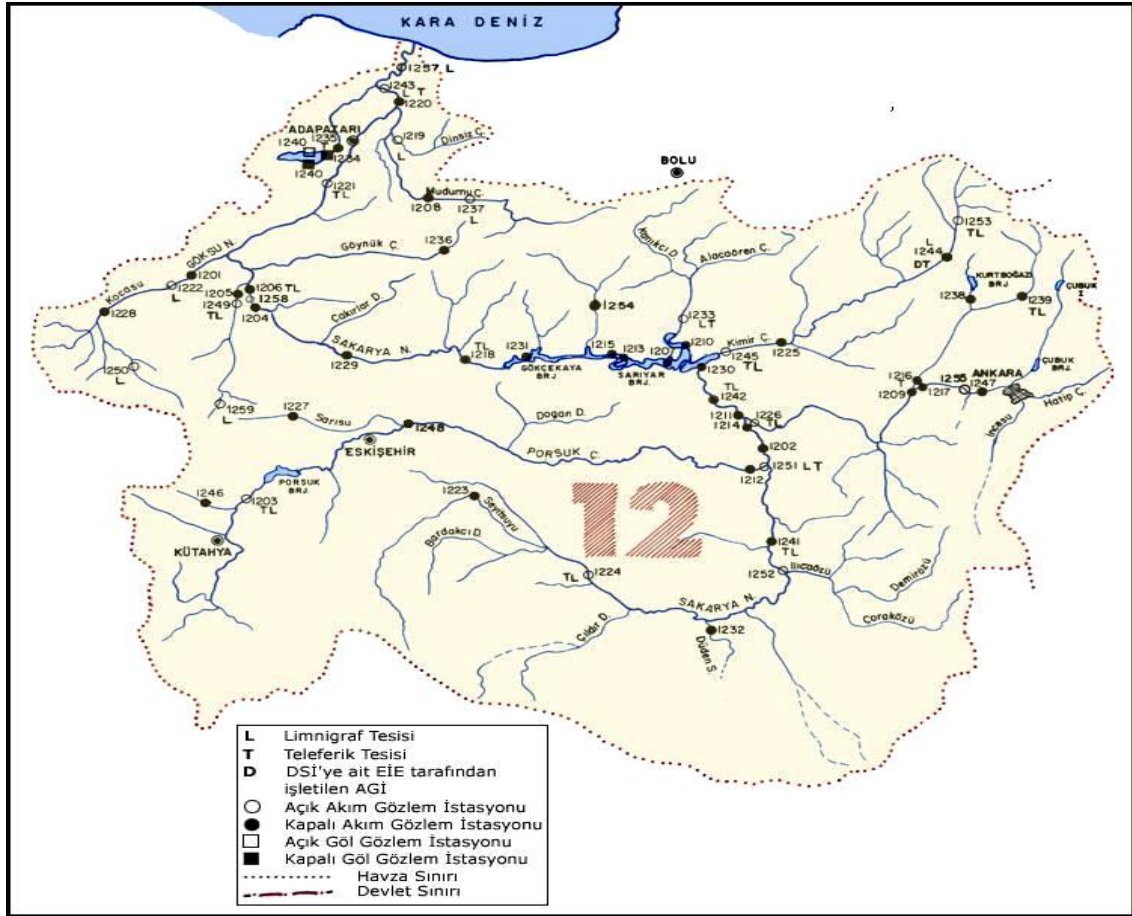 KARA DENİZ
1257 L
1243
L T
1220
ADAPAZARI
1235
T
1240
1234
1240
1219
L
Dinsiz Ç.
BOLU
1221
TL
Mudurnu Ç.
1208
1237
L
1253
TL
L
1244
DT
GÖKSU N.
Göynük Ç.
1236
Alacaören Ç.
KURTBOĞAZI
BRJ.
ÇUBUK
I
1201
Kocasu
1222
L
1206 TL
1205
1258
1249
TL
1204
1238
1239
TL
1228
Çakırlar D.
1254
1233
LT
SAKARYA N.
1229
TL
1218
1231
GÖKÇEKAYA
BRJ.
1215
1213
SARIYAR BRJ.
1207
1210
Kimir Ç.
1245
TL
1225
1230
1250
L
1216
T
1209
1217
1255
1247
ANKARA
ÇUBUK
BRJ.
Hatip Ç.
TL
1242
1259
L
1227
Sarısu
1248
Doğan D.
1211
1226
TL
1214
İncesu
ESKİŞEHİR
PORSUK Ç.
1202
1251 LT
1212
PORSUK
BRJ.
1246
1203
TL
1223
Seyitsuyu
12
KÜTAHYA
Bardakcı D.
1241
TL
TL
1224
1252
Ilıcaözü
Demirözü
SAKARYA N.
Çoraközü
Çıldır D.
1232
Düden S.
L Limnigraf Tesisi
T Teleferik Tesisi
D DSİ'ye ait EİE tarafından
işletilen AGİ
Açık Akım Gözlem İstasyonu
Kapalı Akım Gözlem İstasyonu
Açık Göl Gözlem İstasyonu
Kapalı Göl Gözlem İstasyonu
Havza Sınırı
Devlet Sınırı